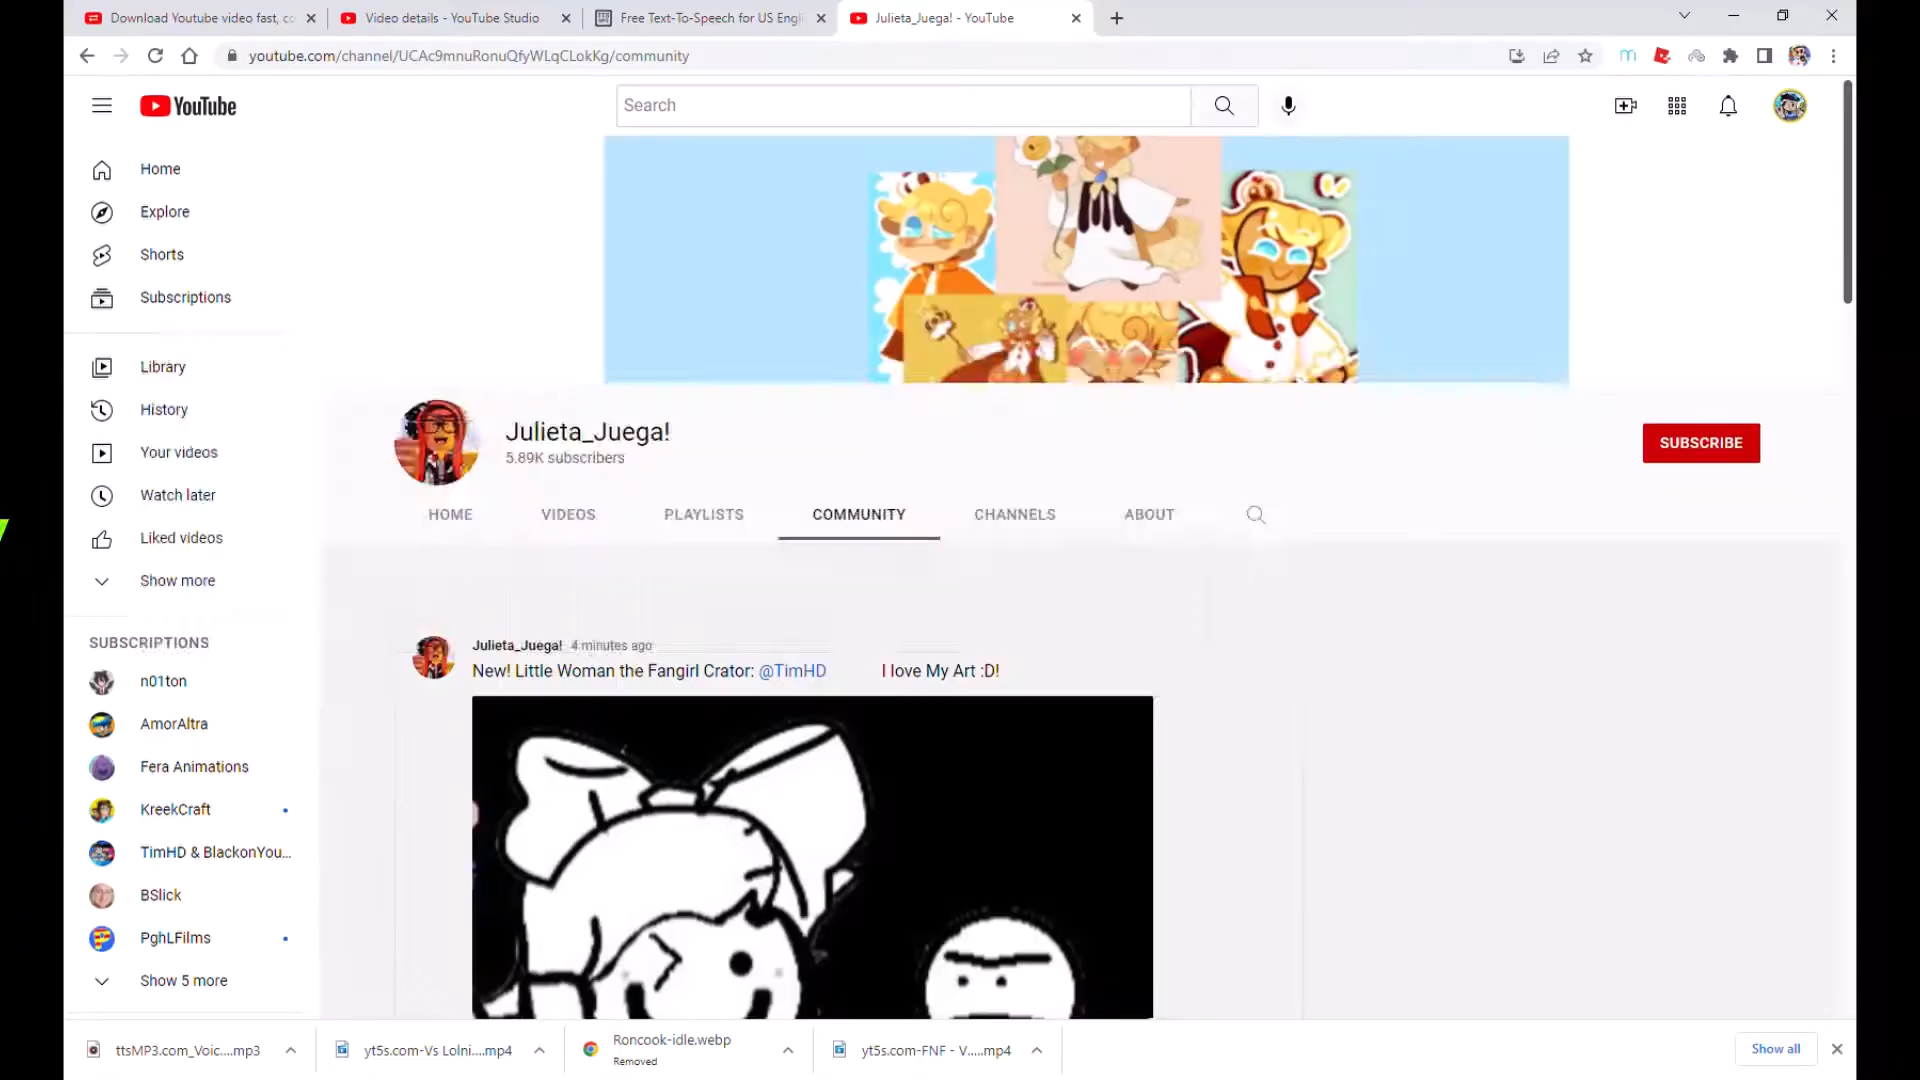 Download Youtube video fast, co
Video details - YouTube Studio
Free Text-To-Speech for US Engli
Julieta_Juega! - YouTube
youtube.com/channel/UCAc9mnuRonuQfyWLqCLokKg/community
YouTube
Search
Home
Explore
Shorts
Subscriptions
Library
History
Your videos
Watch later
Liked videos
Show more
SUBSCRIPTIONS
n01ton
AmorAltra
Fera Animations
KreekCraft
TimHD & BlackonYou...
BSlick
PghLFilms
Show 5 more
Julieta_Juega!
5.89K subscribers
SUBSCRIBE
HOME VIDEOS PLAYLISTS COMMUNITY CHANNELS ABOUT
Julieta_Juega! 4 minutes ago
New! Little Woman the Fangirl Crator: @TimHD I love My Art :D!
ttsMP3.com_Voic....mp3
yt5s.com-Vs Lolni....mp4
Roncook-idle.webp
Removed
yt5s.com-FNF - V.....mp4
Show all